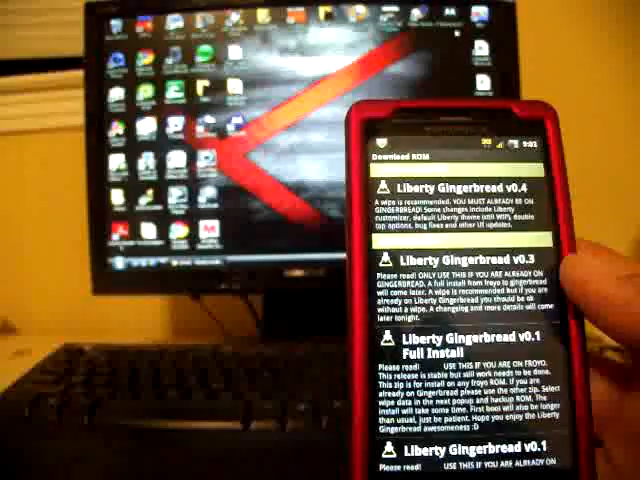 9:02
Download ROM
Liberty Gingerbread v0.4
A wipe is recommended. YOU MUST ALREADY BE ON
GINGERBREAD! Some changes include Liberty
customizer, default Liberty theme (still WIP), double
tap options, bug fixes and other UI updates.
Liberty Gingerbread v0.3
Please read! ONLY USE THIS IF YOU ARE ALREADY ON
GINGERBREAD. A full install from froyo to gingerbread
will come later. A wipe is recommended but if you are
already on Liberty Gingerbread you should be ok
without a wipe. A changelog and more details will come
later tonight.
Liberty Gingerbread v0.1
Full Install
Please read! USE THIS IF YOU ARE ON FROYO.
This release is stable but still work needs to be done.
This zip is for install on any froyo ROM. If you are
already on Gingerbread please use the other zip. Select
wipe data in the next popup and backup ROM. The
install will take some time. First boot will also be longer
than usual, just be patient. Hope you enjoy the Liberty
Gingerbread awesomeness :D
Liberty Gingerbread v0.1
Please read! USE THIS IF YOU ARE ALREADY ON